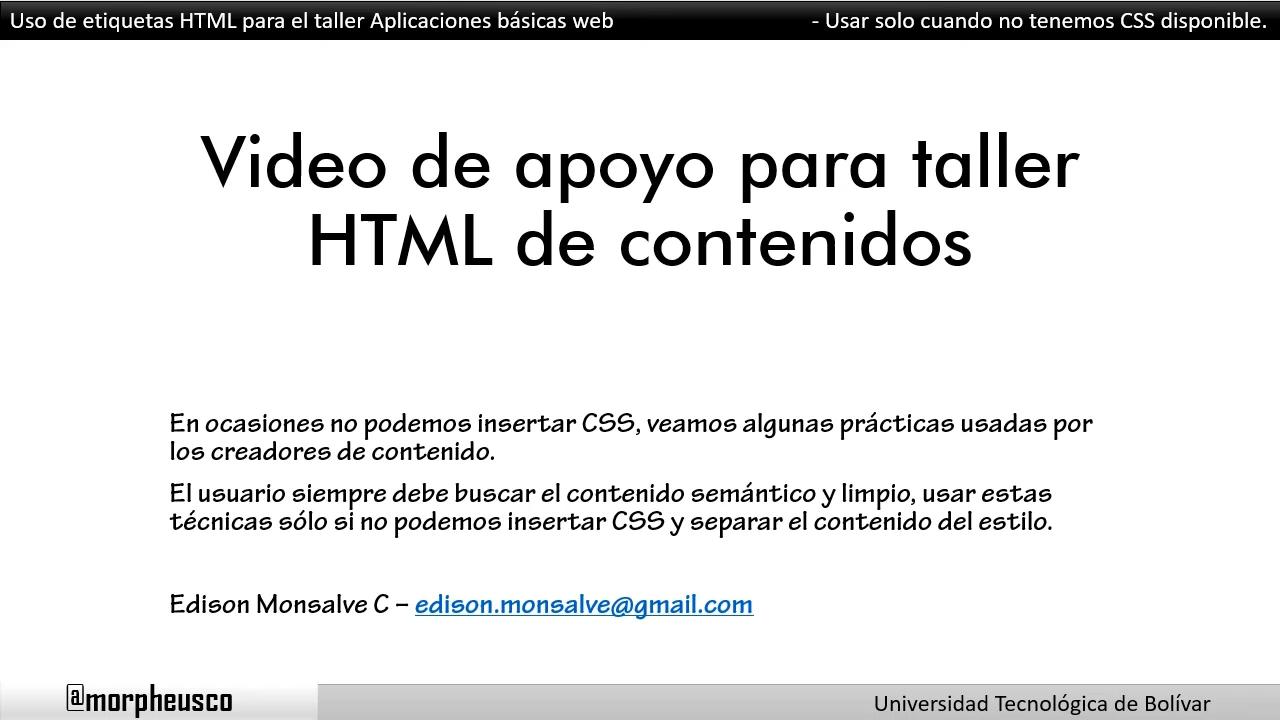 Uso de etiquetas HTML para el taller Aplicaciones básicas web
- Usar solo cuando no tenemos CSS disponible.
Video de apoyo para taller
HTML de contenidos
En ocasiones no podemos insertar CSS, veamos algunas prácticas usadas por
los creadores de contenido.
El usuario siempre debe buscar el contenido semántico y limpio, usar estas
técnicas sólo si no podemos insertar CSS y separar el contenido del estilo.
Edison Monsalve C – edison.monsalve@gmail.com
@morpheusco
Universidad Tecnológica de Bolívar